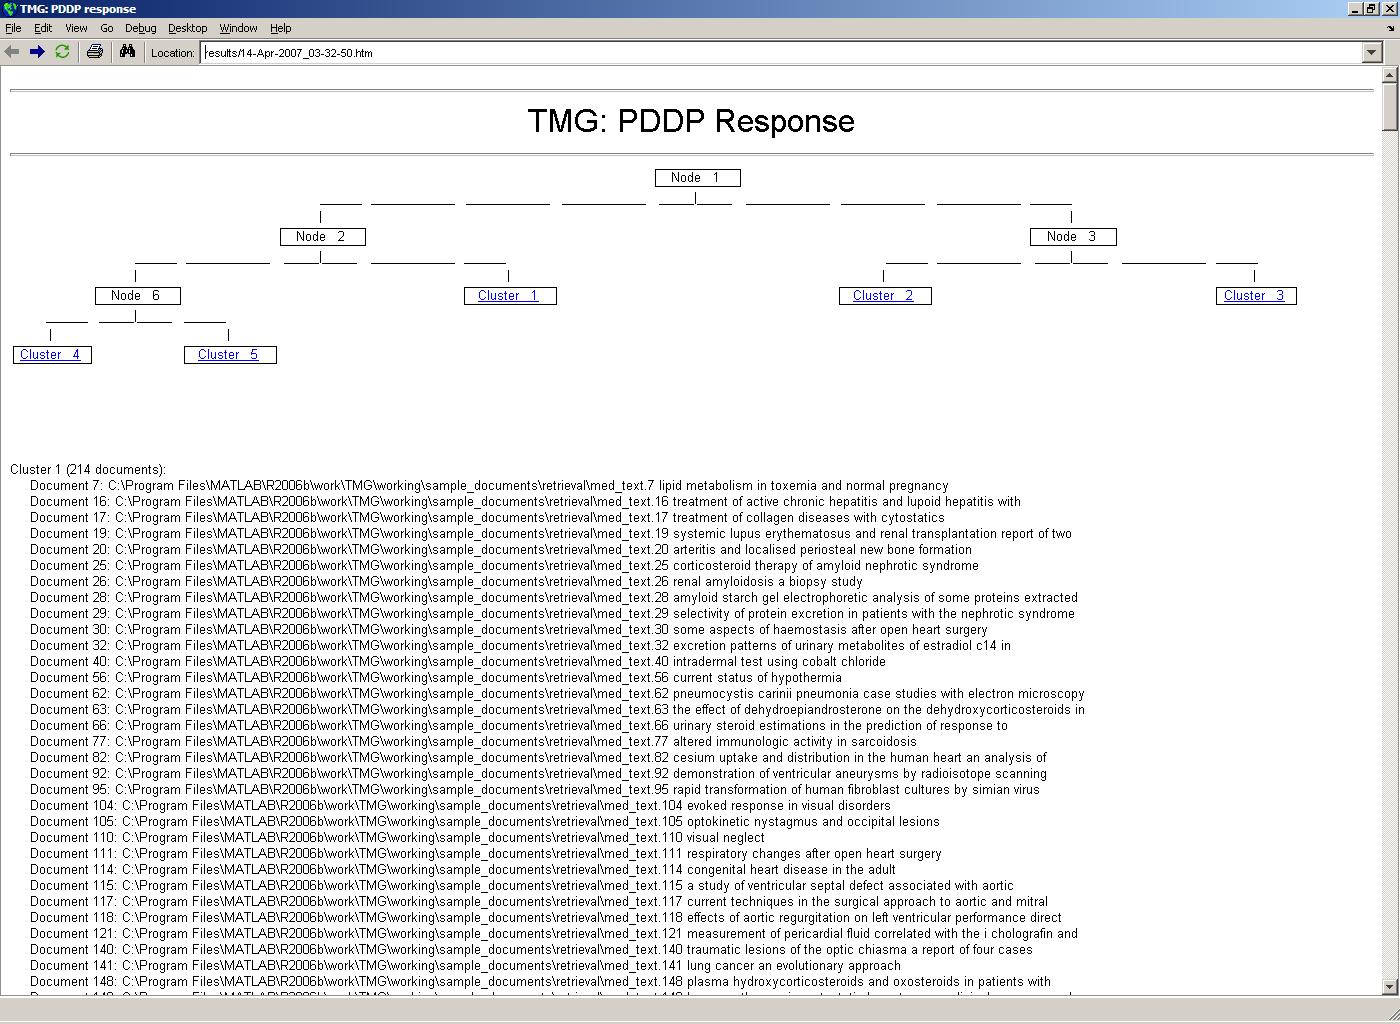 TMG: PDDP response
File Edit View Go Debug Desktop Window Help
Location: results/14-Apr-2007_03-32-50.htm
TMG: PDDP Response
Node 1
Node 2 Node 3
Node 6 Cluster 1 Cluster 2 Cluster 3
Cluster 4 Cluster 5
Cluster 1 (214 documents):
Document 7: C:\Program Files\MATLAB\R2006b\work\TMG\working\sample_documents\retrieval\med_text.7 lipid metabolism in toxemia and normal pregnancy
Document 16: C:\Program Files\MATLAB\R2006b\work\TMG\working\sample_documents\retrieval\med_text.16 treatment of active chronic hepatitis and lupoid hepatitis with
Document 17: C:\Program Files\MATLAB\R2006b\work\TMG\working\sample_documents\retrieval\med_text.17 treatment of collagen diseases with cytostatics
Document 19: C:\Program Files\MATLAB\R2006b\work\TMG\working\sample_documents\retrieval\med_text.19 systemic lupus erythematosus and renal transplantation report of two
Document 20: C:\Program Files\MATLAB\R2006b\work\TMG\working\sample_documents\retrieval\med_text.20 arteritis and localised periosteal new bone formation
Document 25: C:\Program Files\MATLAB\R2006b\work\TMG\working\sample_documents\retrieval\med_text.25 corticosteroid therapy of amyloid nephrotic syndrome
Document 26: C:\Program Files\MATLAB\R2006b\work\TMG\working\sample_documents\retrieval\med_text.26 renal amyloidosis a biopsy study
Document 28: C:\Program Files\MATLAB\R2006b\work\TMG\working\sample_documents\retrieval\med_text.28 amyloid starch gel electrophoretic analysis of some proteins extracted
Document 29: C:\Program Files\MATLAB\R2006b\work\TMG\working\sample_documents\retrieval\med_text.29 selectivity of protein excretion in patients with the nephrotic syndrome
Document 30: C:\Program Files\MATLAB\R2006b\work\TMG\working\sample_documents\retrieval\med_text.30 some aspects of haemostasis after open heart surgery
Document 32: C:\Program Files\MATLAB\R2006b\work\TMG\working\sample_documents\retrieval\med_text.32 excretion patterns of urinary metabolites of estradiol c14 in
Document 40: C:\Program Files\MATLAB\R2006b\work\TMG\working\sample_documents\retrieval\med_text.40 intradermal test using cobalt chloride
Document 56: C:\Program Files\MATLAB\R2006b\work\TMG\working\sample_documents\retrieval\med_text.56 current status of hypothermia
Document 62: C:\Program Files\MATLAB\R2006b\work\TMG\working\sample_documents\retrieval\med_text.62 pneumocystis carinii pneumonia case studies with electron microscopy
Document 63: C:\Program Files\MATLAB\R2006b\work\TMG\working\sample_documents\retrieval\med_text.63 the effect of dehydroepiandrosterone on the dehydroxycorticosteroids in
Document 66: C:\Program Files\MATLAB\R2006b\work\TMG\working\sample_documents\retrieval\med_text.66 urinary steroid estimations in the prediction of response to
Document 77: C:\Program Files\MATLAB\R2006b\work\TMG\working\sample_documents\retrieval\med_text.77 altered immunologic activity in sarcoidosis
Document 82: C:\Program Files\MATLAB\R2006b\work\TMG\working\sample_documents\retrieval\med_text.82 cesium uptake and distribution in the human heart an analysis of
Document 92: C:\Program Files\MATLAB\R2006b\work\TMG\working\sample_documents\retrieval\med_text.92 demonstration of ventricular aneurysms by radioisotope scanning
Document 95: C:\Program Files\MATLAB\R2006b\work\TMG\working\sample_documents\retrieval\med_text.95 rapid transformation of human fibroblast cultures by simian virus
Document 104: C:\Program Files\MATLAB\R2006b\work\TMG\working\sample_documents\retrieval\med_text.104 evoked response in visual disorders
Document 105: C:\Program Files\MATLAB\R2006b\work\TMG\working\sample_documents\retrieval\med_text.105 optokinetic nystagmus and occipital lesions
Document 110: C:\Program Files\MATLAB\R2006b\work\TMG\working\sample_documents\retrieval\med_text.110 visual neglect
Document 111: C:\Program Files\MATLAB\R2006b\work\TMG\working\sample_documents\retrieval\med_text.111 respiratory changes after open heart surgery
Document 114: C:\Program Files\MATLAB\R2006b\work\TMG\working\sample_documents\retrieval\med_text.114 congenital heart disease in the adult
Document 115: C:\Program Files\MATLAB\R2006b\work\TMG\working\sample_documents\retrieval\med_text.115 a study of ventricular septal defect associated with aortic
Document 117: C:\Program Files\MATLAB\R2006b\work\TMG\working\sample_documents\retrieval\med_text.117 current techniques in the surgical approach to aortic and mitral
Document 118: C:\Program Files\MATLAB\R2006b\work\TMG\working\sample_documents\retrieval\med_text.118 effects of aortic regurgitation on left ventricular performance direct
Document 121: C:\Program Files\MATLAB\R2006b\work\TMG\working\sample_documents\retrieval\med_text.121 measurement of pericardial fluid correlated with the i cholografin and
Document 140: C:\Program Files\MATLAB\R2006b\work\TMG\working\sample_documents\retrieval\med_text.140 traumatic lesions of the optic chiasma a report of four cases
Document 141: C:\Program Files\MATLAB\R2006b\work\TMG\working\sample_documents\retrieval\med_text.141 lung cancer an evolutionary approach
Document 148: C:\Program Files\MATLAB\R2006b\work\TMG\working\sample_documents\retrieval\med_text.148 plasma hydroxycorticosteroids and oxosteroids in patients with